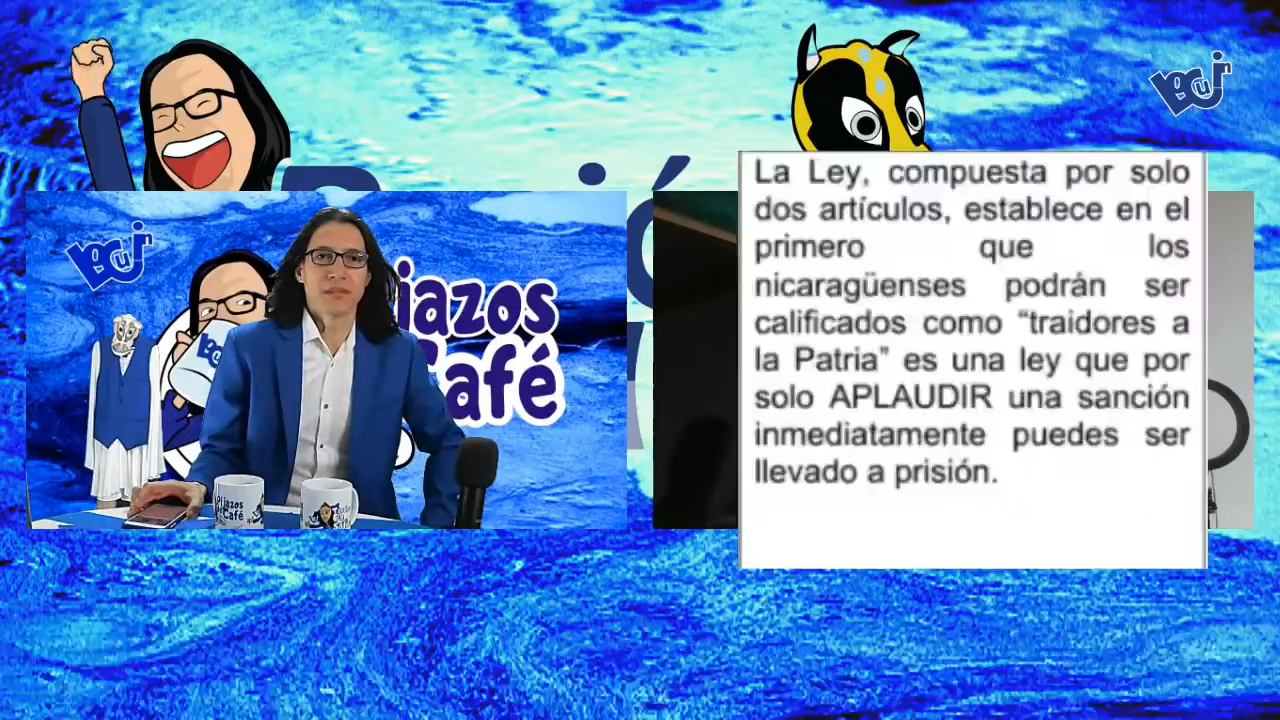 La Ley, compuesta por solo
dos artículos, establece en el
primero que los
nicaragüenses podrán ser
calificados como “traidores a
la Patria” es una ley que por
solo APLAUDIR una sanción
inmediatamente puedes ser
llevado a prisión.
Café
Café